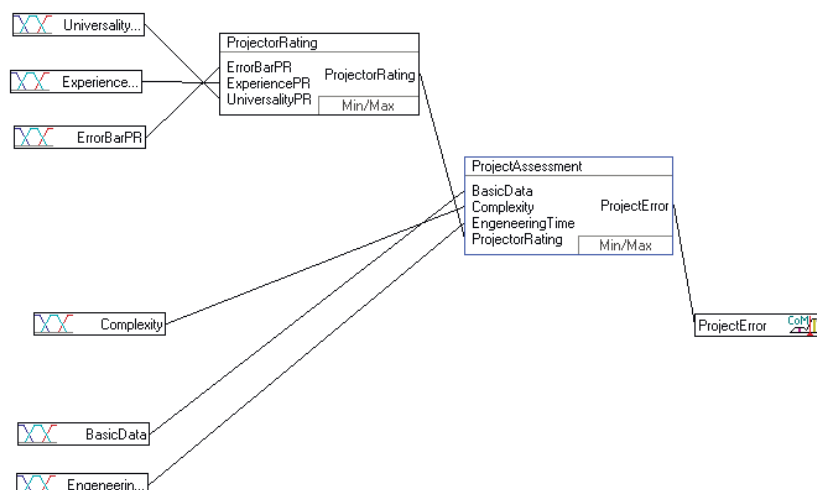 Universality...
Experience...
ErrorBarPR
ProjectorRating
ErrorBarPR
ExperiencePR
UniversalityPR
ProjectorRating
Min/Max
ProjectAssessment
BasicData
Complexity
EngeneeringTime
ProjectorRating
ProjectError
Min/Max
Complexity
BasicData
Engeneerin...
ProjectError
CoM